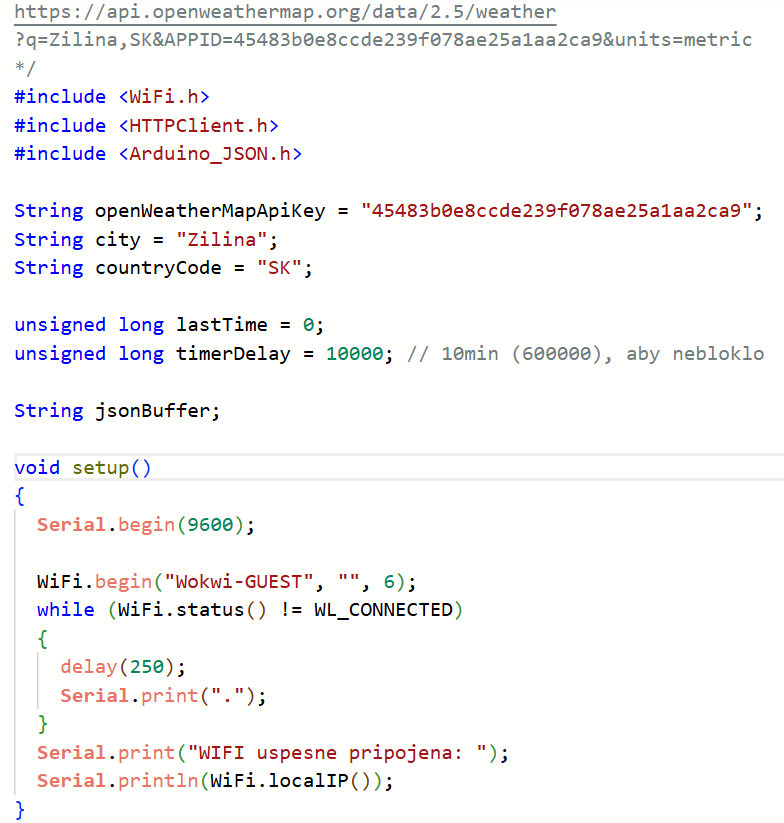 https://api.openweathermap.org/data/2.5/weather
?q=Zilina,SK&APPID=45483b0e8ccde239f078ae25a1aa2ca9&units=metric
*/
#include <WiFi.h>
#include <HTTPClient.h>
#include <Arduino_JSON.h>
String openWeatherMapApiKey = "45483b0e8ccde239f078ae25a1aa2ca9";
String city = "Zilina";
String countryCode = "SK";
unsigned long lastTime = 0;
unsigned long timerDelay = 10000; // 10min (600000), aby nebloklo
String jsonBuffer;
void setup()
{
Serial.begin(9600);
WiFi.begin("Wokwi-GUEST", "", 6);
while (WiFi.status() != WL_CONNECTED)
{
delay(250);
Serial.print(".");
}
Serial.print("WIFI uspesne pripojena: ");
Serial.println(WiFi.localIP());
}